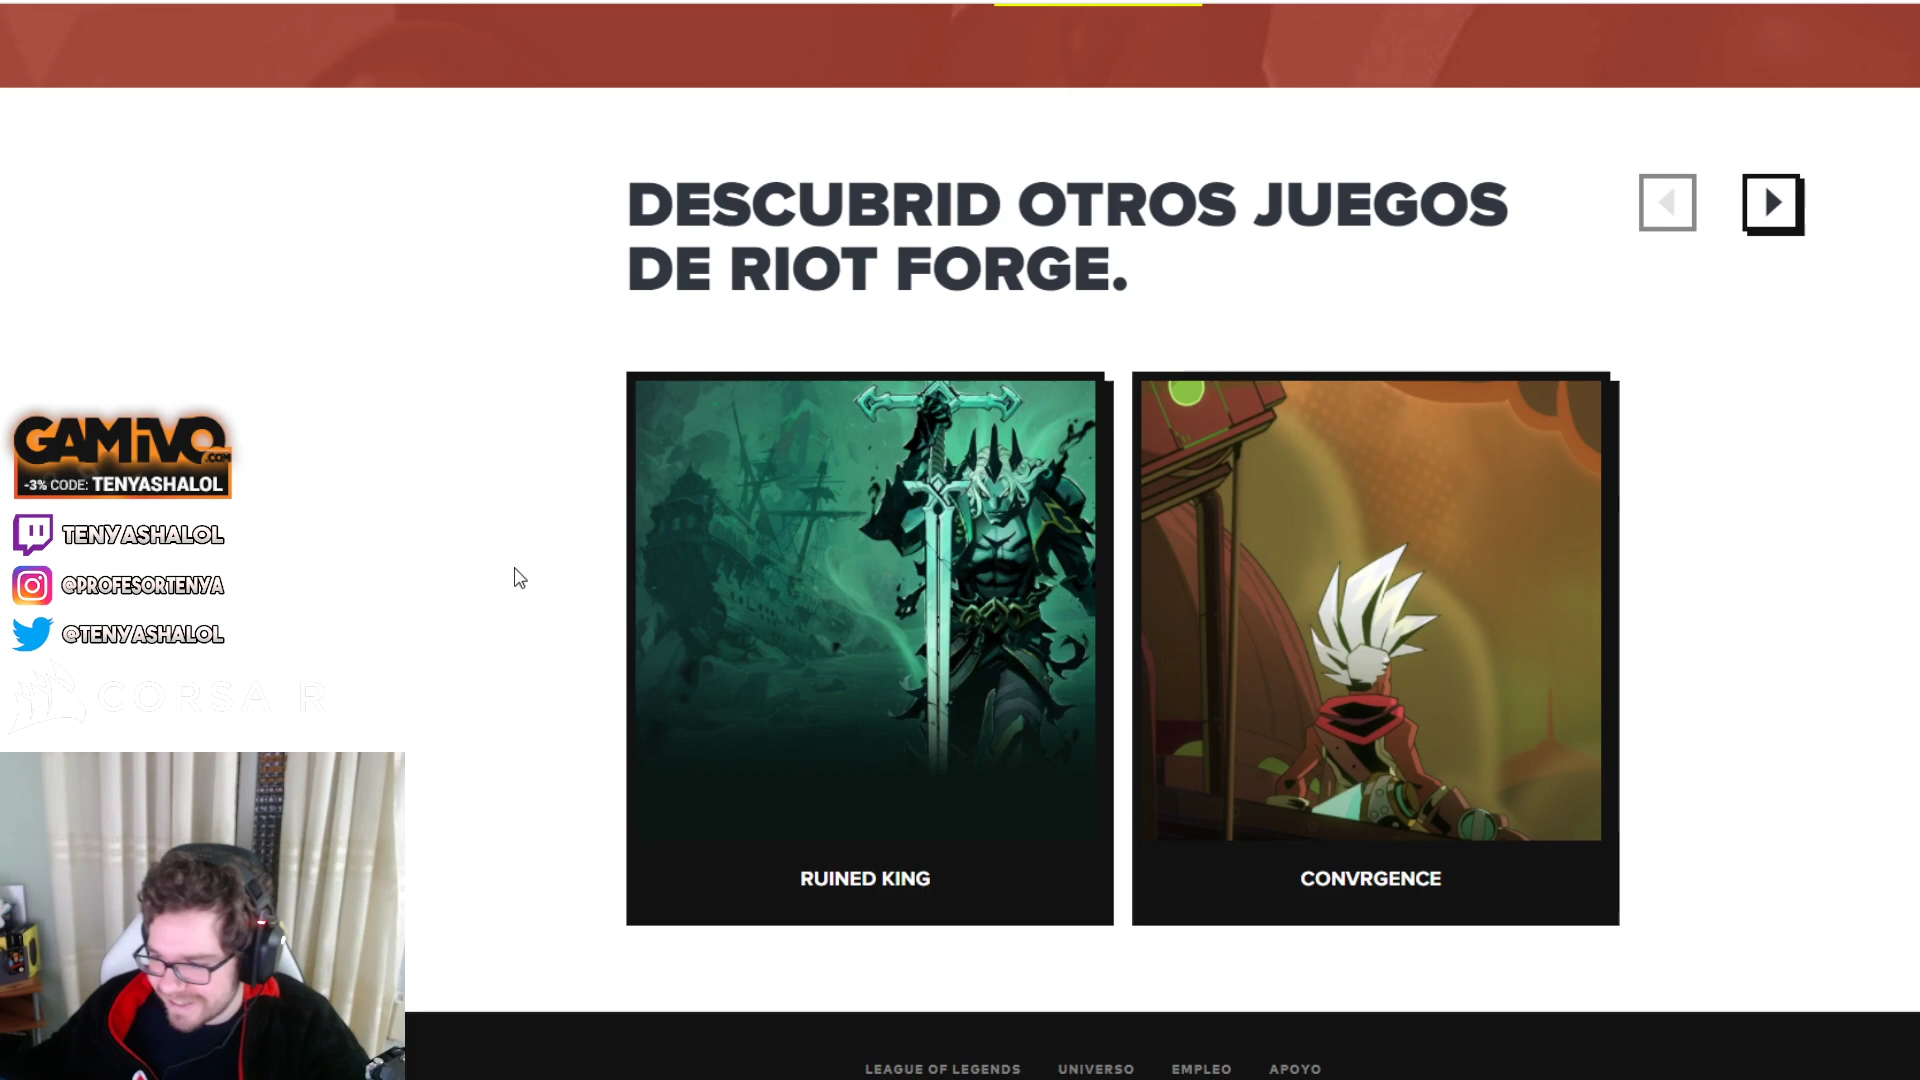 DESCUBRID OTROS JUEGOS
DE RIOT FORGE.
GAMIVO.COM
-3% CODE: TENYASHALOL
TENYASHALOL
@PROFESORTENYA
@TENYASHALOL
CORSAIR
RUINED KING
CONVRGENCE
LEAGUE OF LEGENDS UNIVERSO EMPLEO APOYO